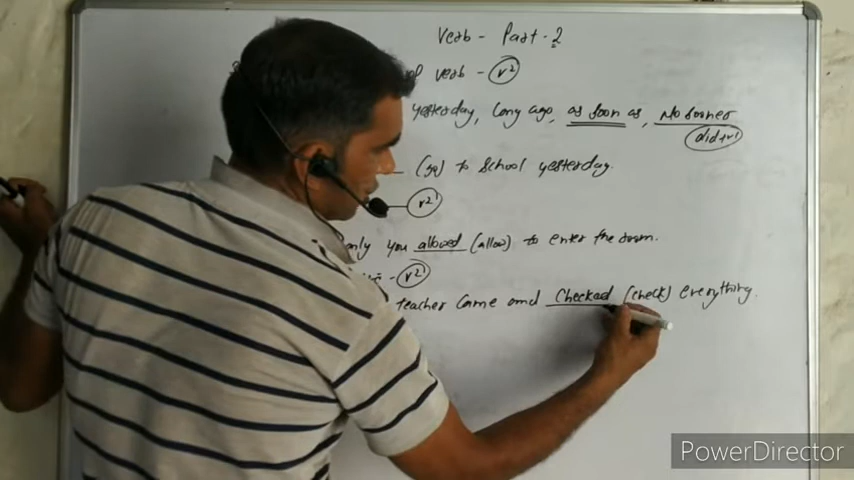 Verb - Part - 2
verb - v2
yesterday, long ago, as soon as, No sooner
did+v1
(go) to School yesterday.
v2
only you allowed (allow) to enter the room.
v2
teacher Came and Checked (check) everything.
PowerDirector